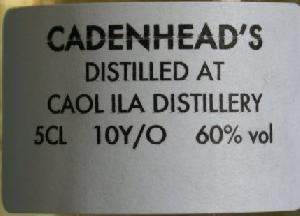 CADENHEAD'S
DISTILLED AT
CAOL ILA DISTILLERY
5CL 10Y/O 60% vol